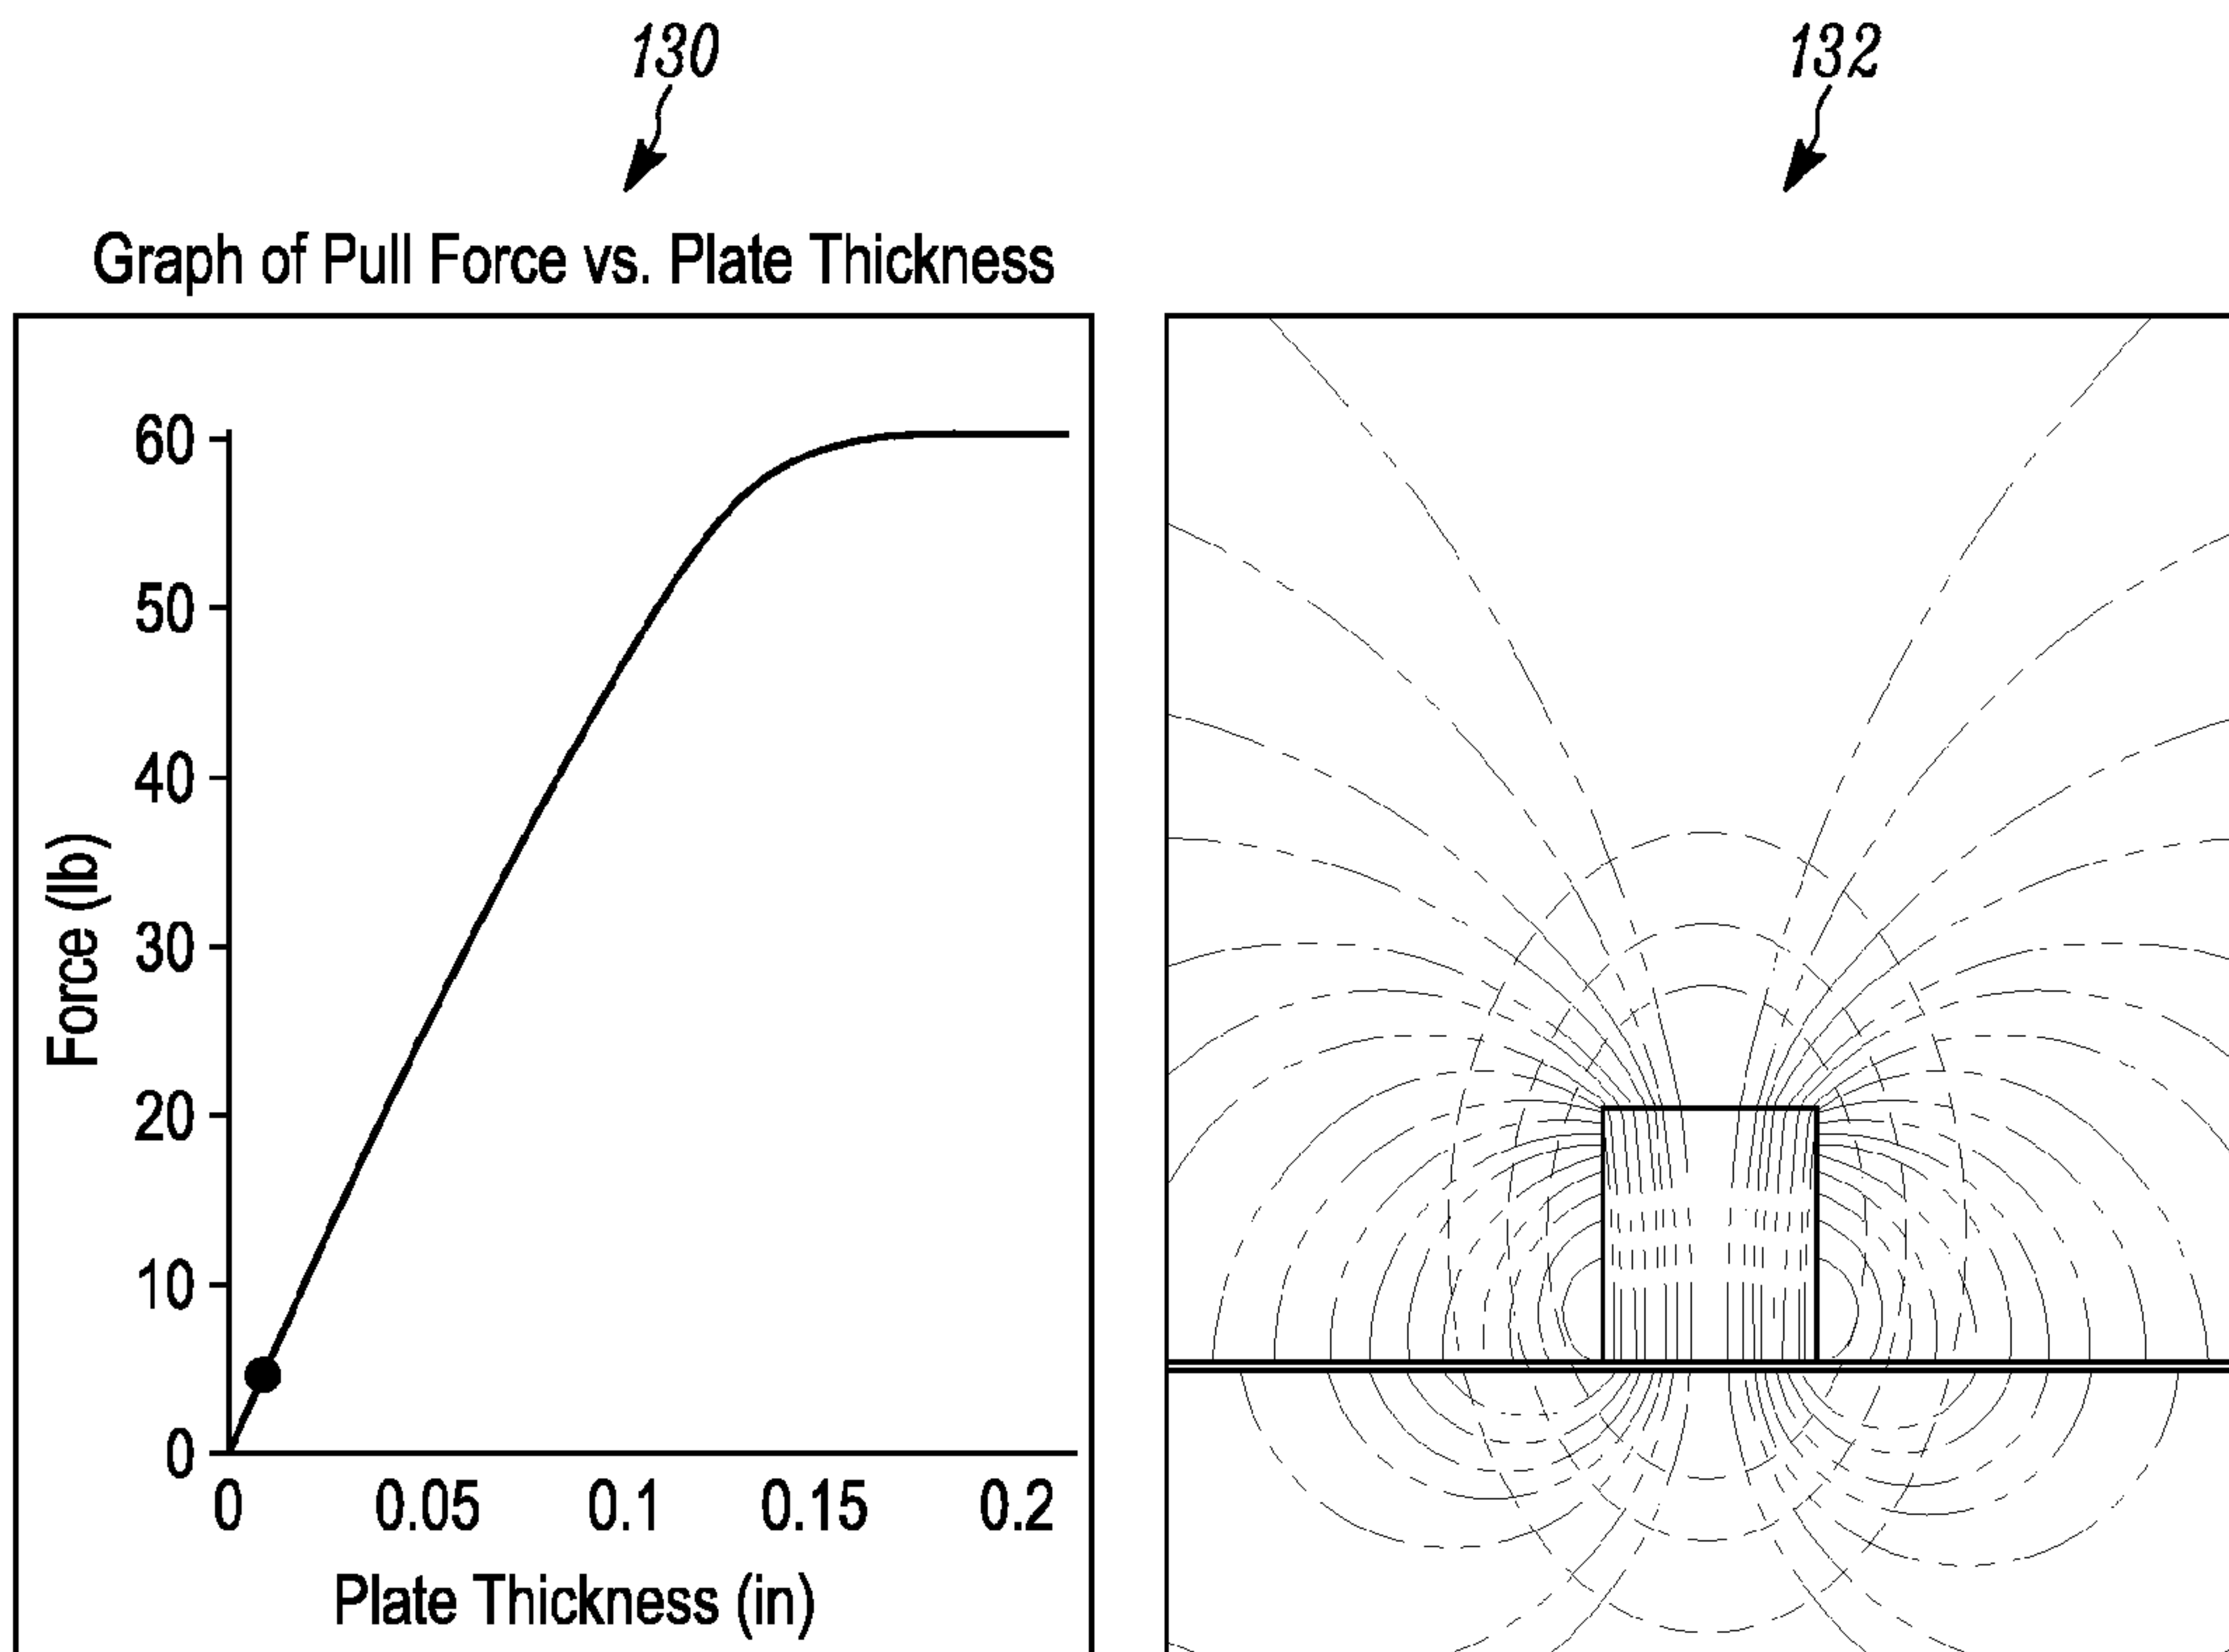 130
132
Graph of Pull Force vs. Plate Thickness
60
50
40
30
20
10
0
Force (lb)
0 0.05 0.1 0.15 0.2
Plate Thickness (in)